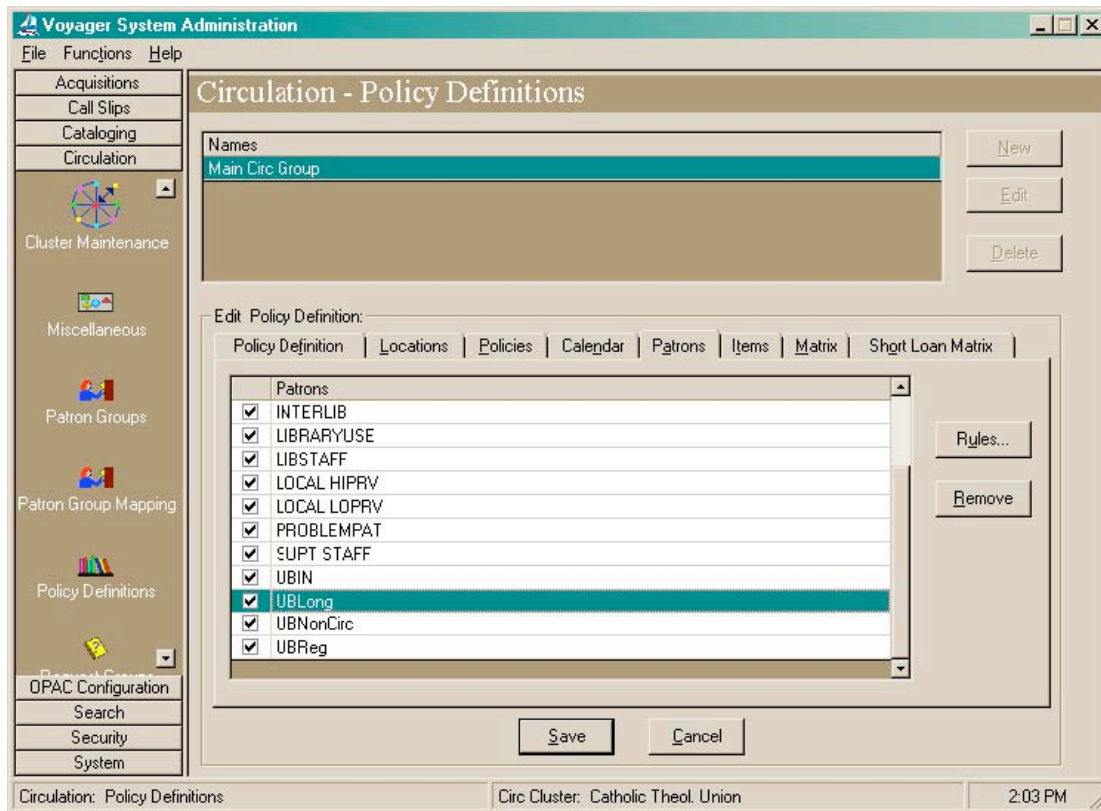 Voyager System Administration
File Functions Help
Acquisitions
Call Slips
Cataloging
Circulation
Cluster Maintenance
Miscellaneous
Patron Groups
Patron Group Mapping
Policy Definitions
Request Groups
OPAC Configuration
Search
Security
System
Circulation - Policy Definitions
Names
Main Circ Group
New
Edit
Delete
Edit Policy Definition:
Policy Definition Locations Policies Calendar Patrons Items Matrix Short Loan Matrix
Patrons
INTERLIB
LIBRARYUSE
LIBSTAFF
LOCAL HIPRV
LOCAL LOPRV
PROBLEMPAT
SUPT STAFF
UBIN
UBLong
UBNonCirc
UBReg
Rules...
Remove
Save Cancel
Circulation: Policy Definitions Circ Cluster: Catholic Theol. Union 2:03 PM